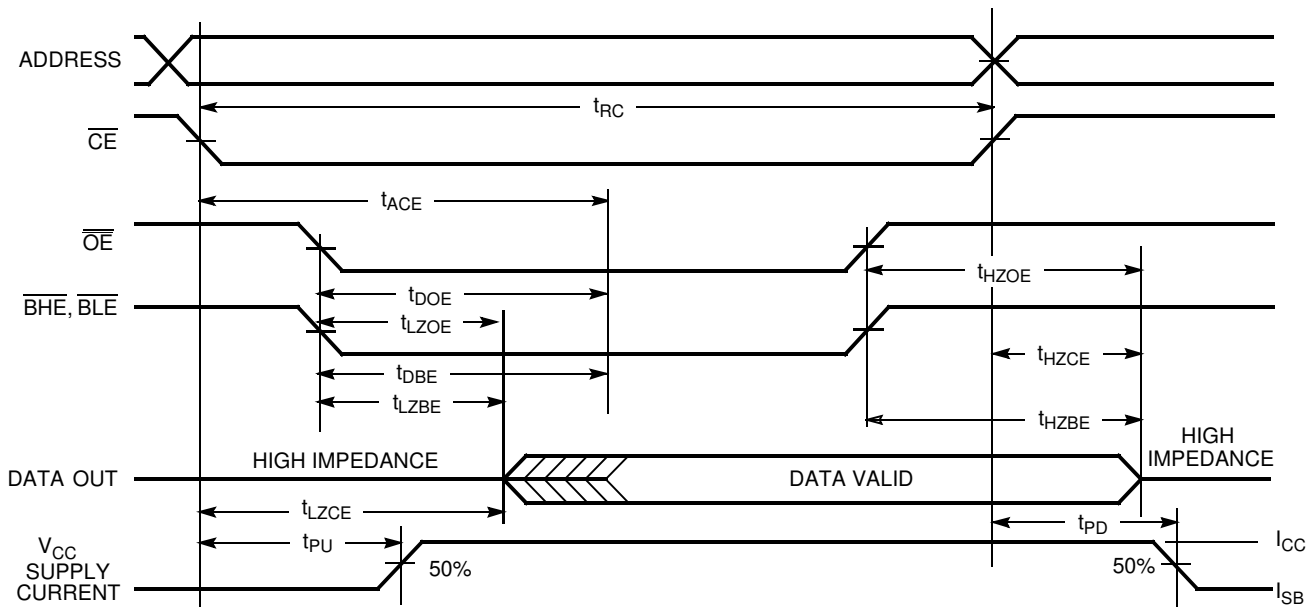 ADDRESS
tRC
CE
tACE
OE
tHZOE
tDOE
BHE, BLE
tLZOE
tHZCE
tDBE
tLZBE
tHZBE
HIGH IMPEDANCE
HIGH
IMPEDANCE
DATA OUT
DATA VALID
tLZCE
tPD
VCC
SUPPLY
CURRENT
tPU
50%
50%
ICC
ISB